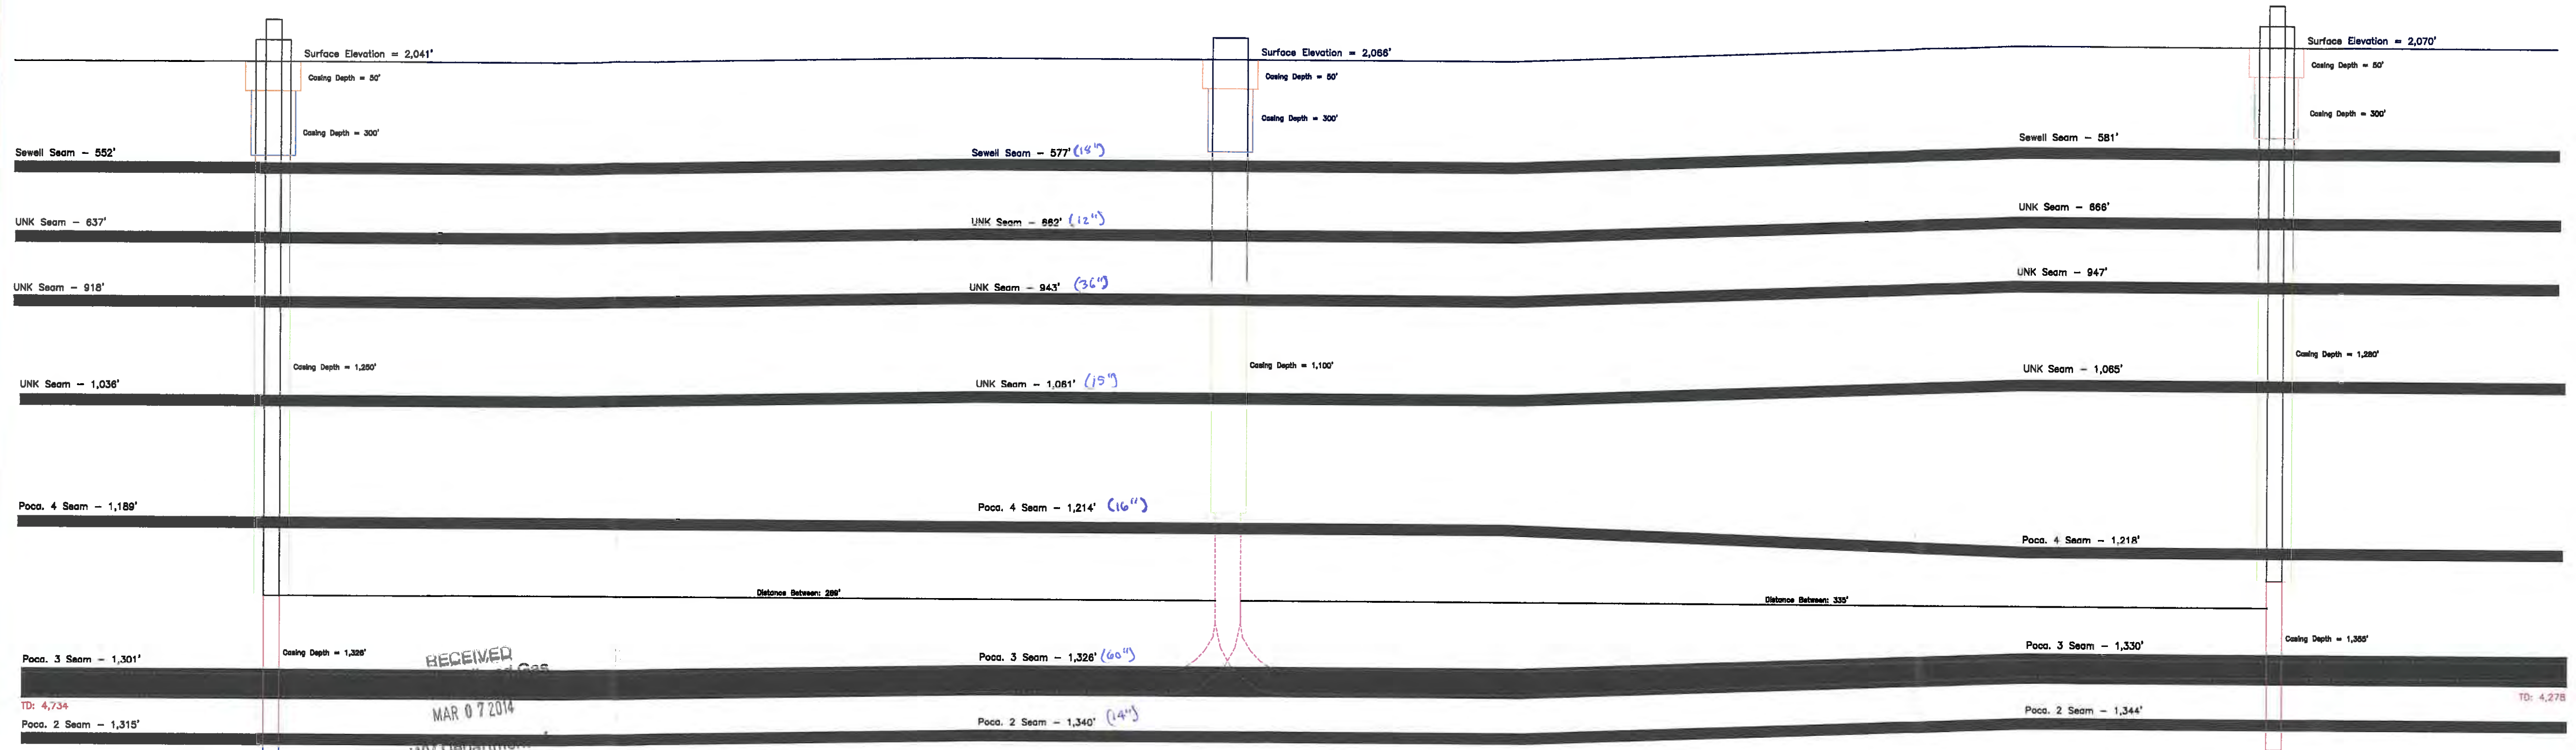 Surface Elevation = 2,041'
Surface Elevation = 2,066'
Surface Elevation = 2,070'
Casing Depth = 50'
Casing Depth = 50'
Casing Depth = 50'
Casing Depth = 300'
Casing Depth = 300'
Casing Depth = 300'
Sewell Seam - 552'
Sewell Seam - 577' (18")
Sewell Seam - 581'
UNK Seam - 637'
UNK Seam - 662' (12")
UNK Seam - 666'
UNK Seam - 918'
UNK Seam - 943' (36")
UNK Seam - 947'
Casing Depth = 1,250'
Casing Depth = 1,100'
Casing Depth = 1,280'
UNK Seam - 1,036'
UNK Seam - 1,061' (15")
UNK Seam - 1,065'
Poca. 4 Seam - 1,189'
Poca. 4 Seam - 1,214' (16")
Poca. 4 Seam - 1,218'
Distance Between: 289'
Distance Between: 335'
Poca. 3 Seam - 1,301'
Casing Depth = 1,326'
Poca. 3 Seam - 1,326' (60")
Poca. 3 Seam - 1,330'
Casing Depth = 1,355'
RECEIVED
Gas
MAR 07 2014
TD: 4,734
TD: 4,278
Poca. 2 Seam - 1,315'
Poca. 2 Seam - 1,340' (14")
Poca. 2 Seam - 1,344'